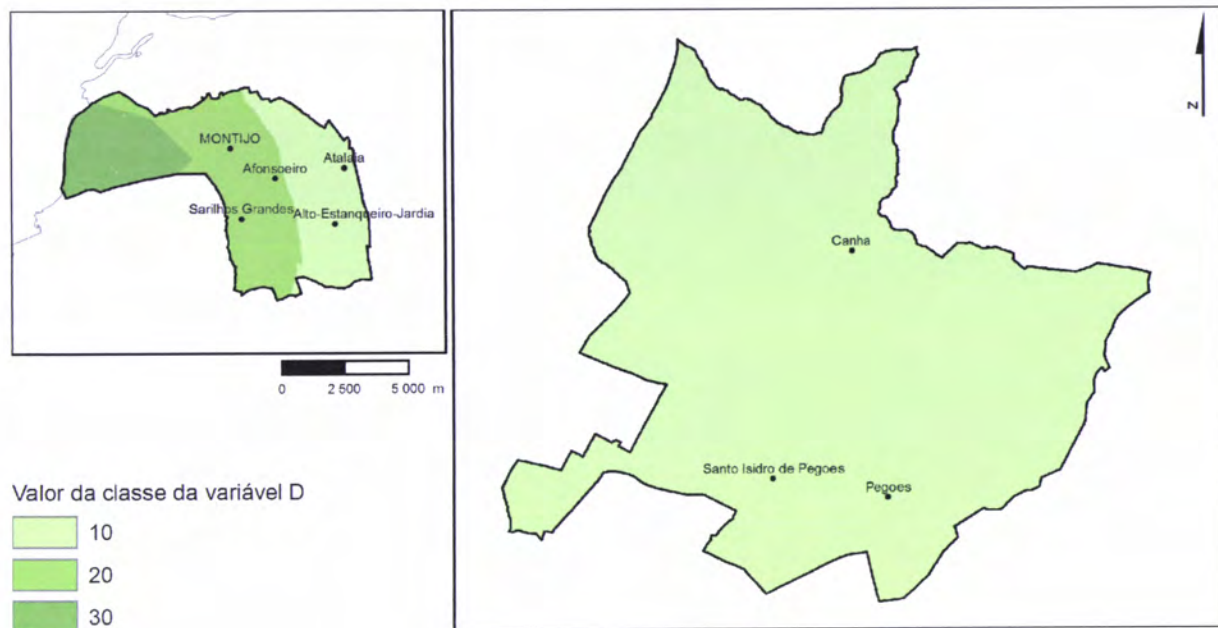 MONTIJO
Atalaia
Afonsoeiro
Sarilhos Grandes
Alto-Estanqueiro-Jardia
0 2 500 5 000 m
Valor da classe da variável D
10
20
30
N
Canha
Santo Isidro de Pegoes
Pegoes